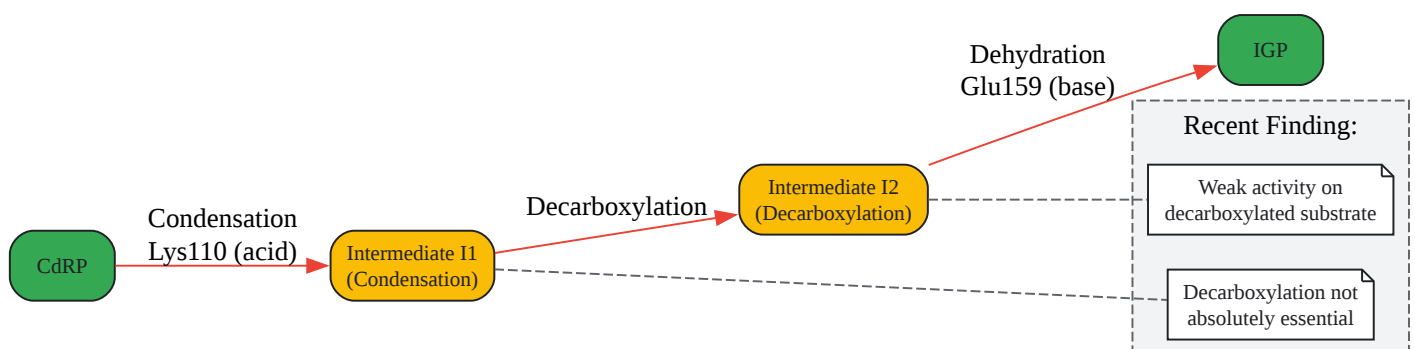 CdRP
Condensation
Lys110 (acid)
Intermediate I1
(Condensation)
Decarboxylation
Intermediate I2
(Decarboxylation)
Dehydration
Glu159 (base)
IGP
Recent Finding:
Weak activity on
decarboxylated substrate
Decarboxylation not
absolutely essential